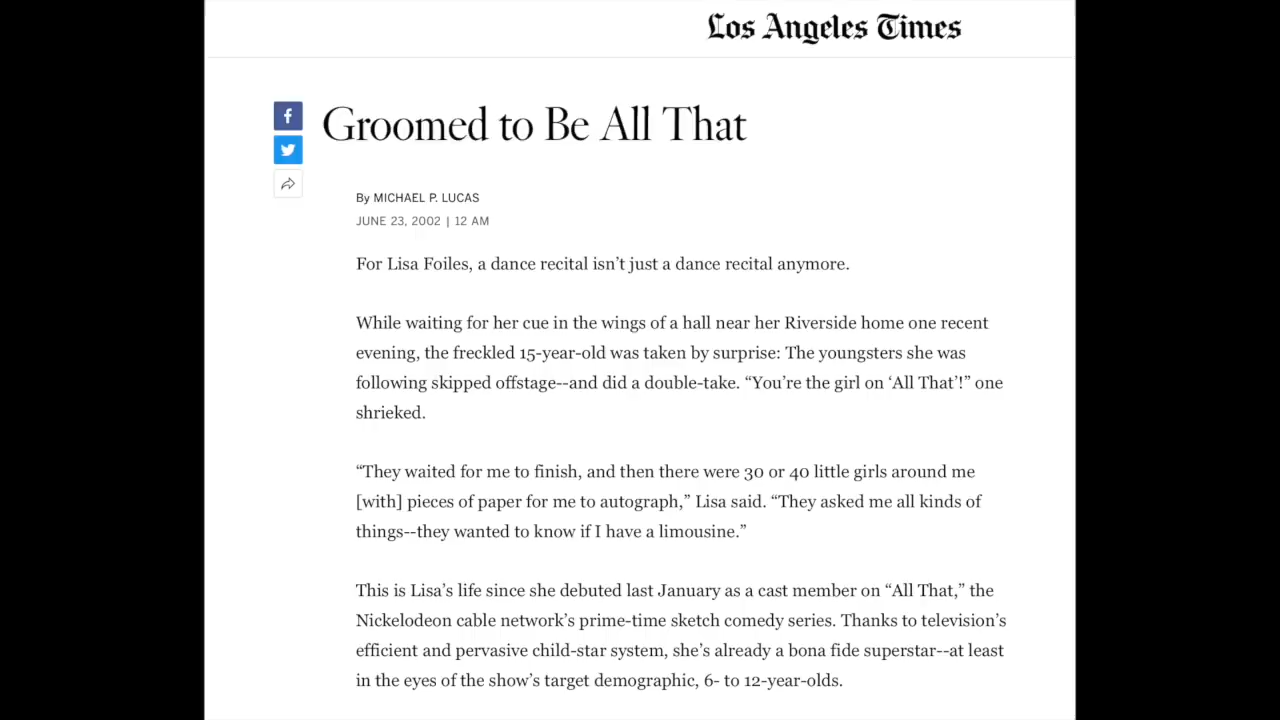 Los Angeles Times
Groomed to Be All That
By MICHAEL P. LUCAS
JUNE 23, 2002 | 12 AM
For Lisa Foiles, a dance recital isn’t just a dance recital anymore.
While waiting for her cue in the wings of a hall near her Riverside home one recent
evening, the freckled 15-year-old was taken by surprise: The youngsters she was
following skipped offstage--and did a double-take. “You’re the girl on ‘All That’!” one
shrieked.
“They waited for me to finish, and then there were 30 or 40 little girls around me
[with] pieces of paper for me to autograph,” Lisa said. “They asked me all kinds of
things--they wanted to know if I have a limousine.”
This is Lisa’s life since she debuted last January as a cast member on “All That,” the
Nickelodeon cable network’s prime-time sketch comedy series. Thanks to television’s
efficient and pervasive child-star system, she’s already a bona fide superstar--at least
in the eyes of the show’s target demographic, 6- to 12-year-olds.